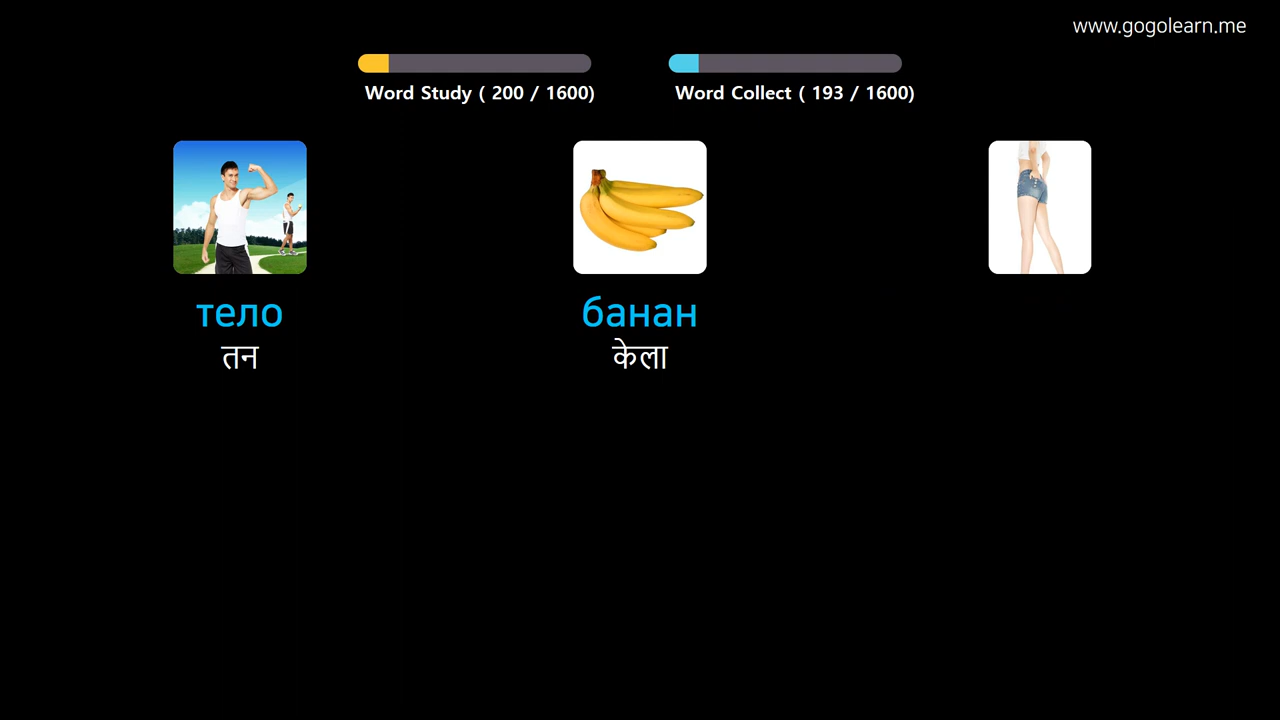 www.gogolearn.me
Word Study ( 200 / 1600)
Word Collect ( 193 / 1600)
тело
банан
तन
केला